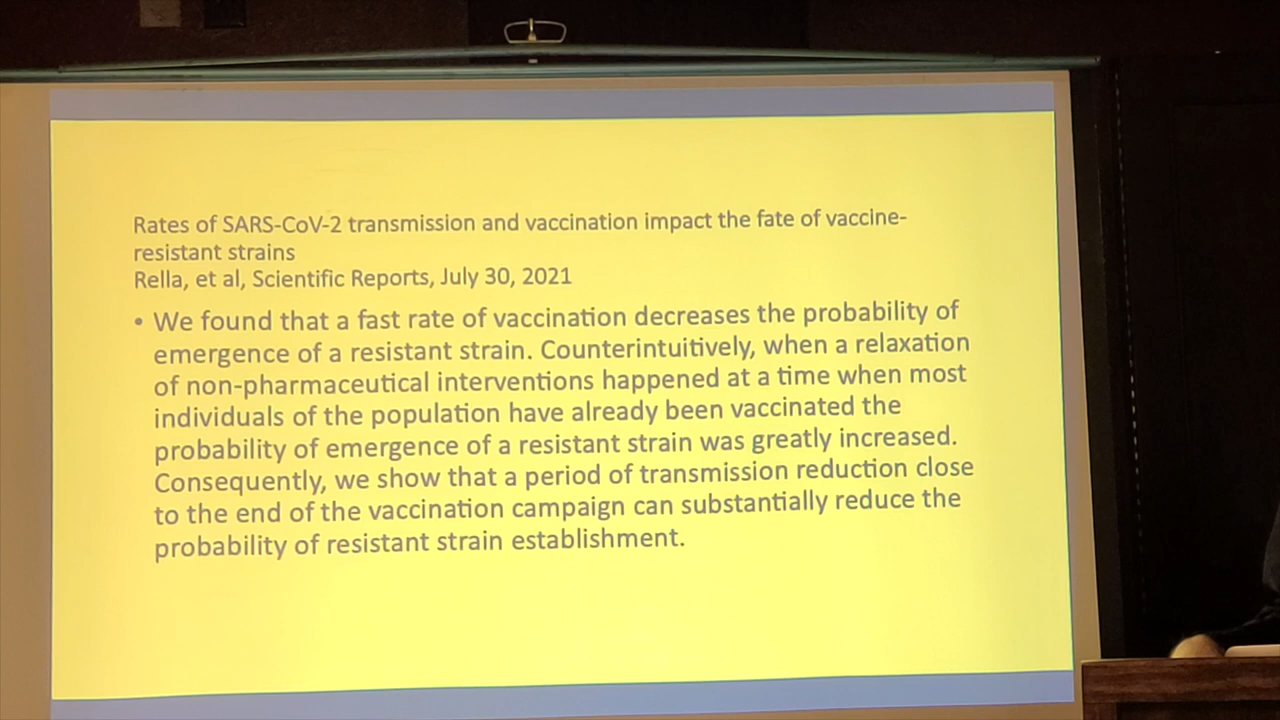 Rates of SARS-CoV-2 transmission and vaccination impact the fate of vaccine-
resistant strains
Rella, et al, Scientific Reports, July 30, 2021
• We found that a fast rate of vaccination decreases the probability of
emergence of a resistant strain. Counterintuitively, when a relaxation
of non-pharmaceutical interventions happened at a time when most
individuals of the population have already been vaccinated the
probability of emergence of a resistant strain was greatly increased.
Consequently, we show that a period of transmission reduction close
to the end of the vaccination campaign can substantially reduce the
probability of resistant strain establishment.